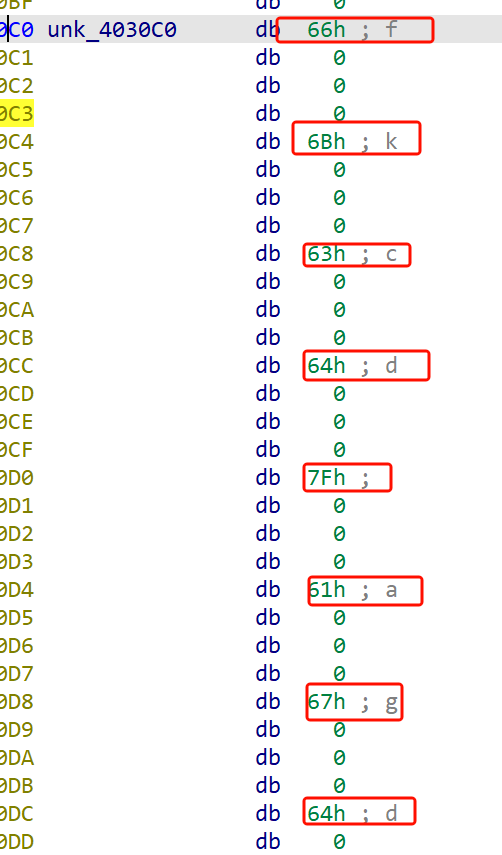 0BF db 0
0C0 unk_4030C0 db 66h ; f
0C1 db 0
0C2 db 0
0C3 db 0
0C4 db 6Bh ; k
0C5 db 0
0C6 db 0
0C7 db 0
0C8 db 63h ; c
0C9 db 0
0CA db 0
0CB db 0
0CC db 64h ; d
0CD db 0
0CE db 0
0CF db 0
0D0 db 7Fh ;
0D1 db 0
0D2 db 0
0D3 db 0
0D4 db 61h ; a
0D5 db 0
0D6 db 0
0D7 db 0
0D8 db 67h ; g
0D9 db 0
0DA db 0
0DB db 0
0DC db 64h ; d
0DD db 0